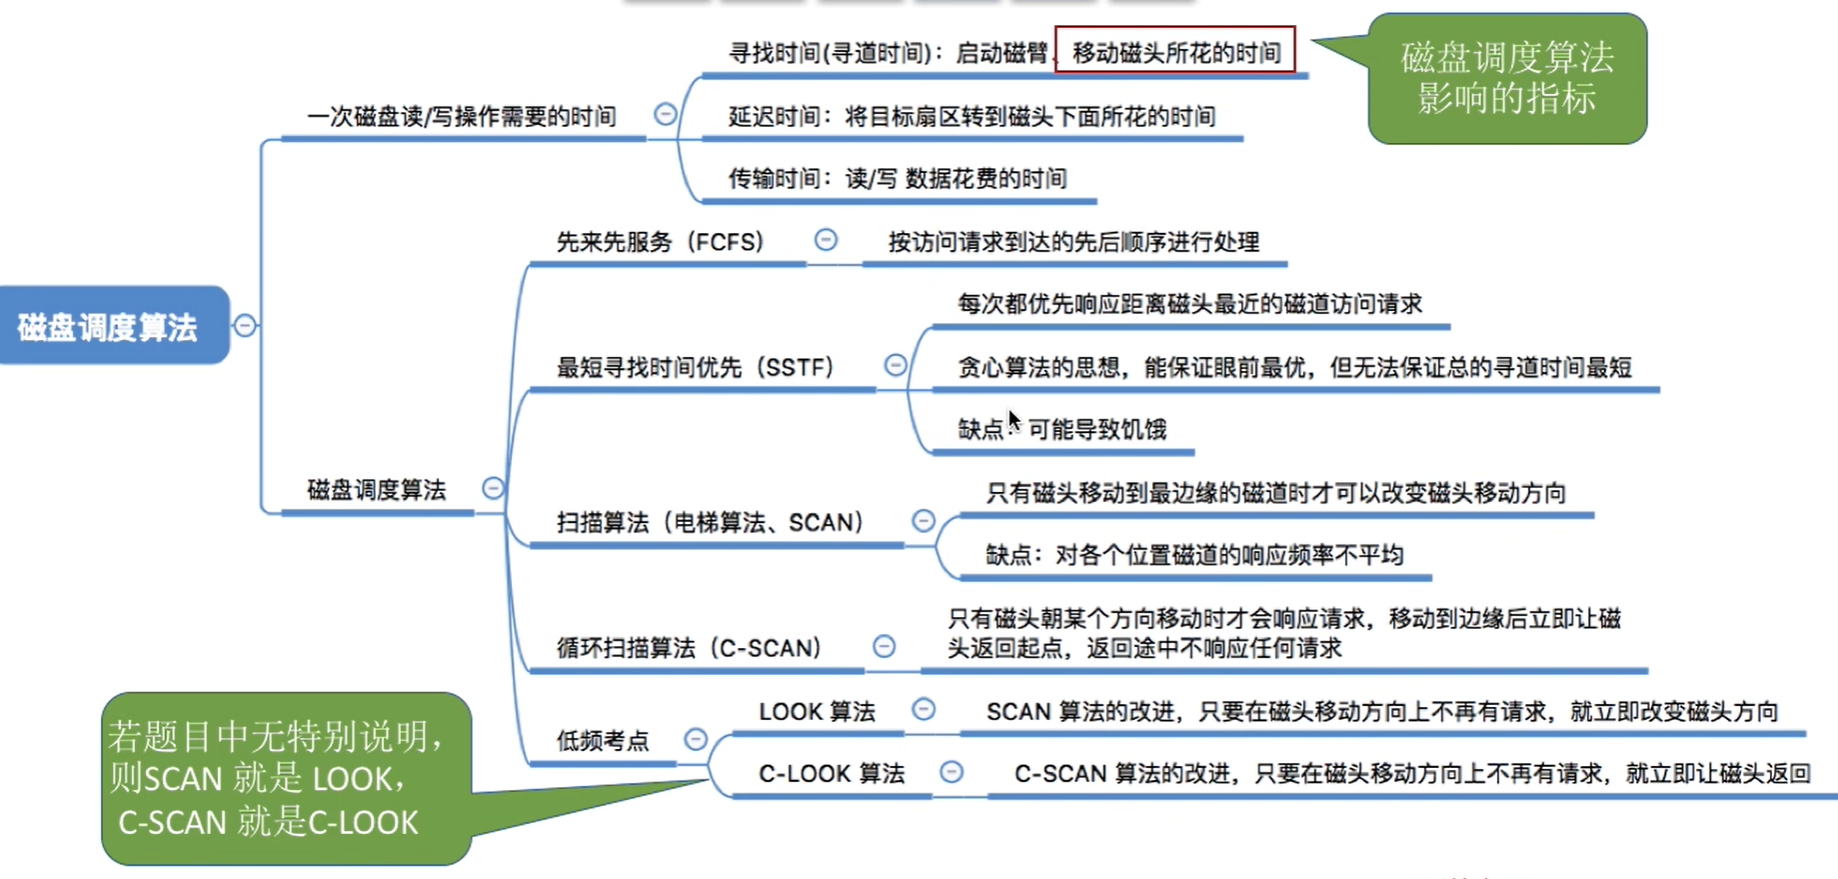 寻找时间(寻道时间)：启动磁臂、移动磁头所花的时间
磁盘调度算法
影响的指标
一次磁盘读/写操作需要的时间
延迟时间：将目标扇区转到磁头下面所花的时间
传输时间：读/写 数据花费的时间
先来先服务（FCFS）
按访问请求到达的先后顺序进行处理
磁盘调度算法
每次都优先响应距离磁头最近的磁道访问请求
最短寻找时间优先（SSTF）
贪心算法的思想，能保证眼前最优，但无法保证总的寻道时间最短
缺点：可能导致饥饿
磁盘调度算法
只有磁头移动到最边缘的磁道时才可以改变磁头移动方向
扫描算法（电梯算法、SCAN）
缺点：对各个位置磁道的响应频率不平均
只有磁头朝某个方向移动时才会响应请求，移动到边缘后立即让磁
头返回起点，返回途中不响应任何请求
循环扫描算法（C-SCAN）
LOOK 算法
SCAN 算法的改进，只要在磁头移动方向上不再有请求，就立即改变磁头方向
低频考点
C-LOOK 算法
C-SCAN 算法的改进，只要在磁头移动方向上不再有请求，就立即让磁头返回
若题目中无特别说明，
则SCAN 就是 LOOK，
C-SCAN 就是C-LOOK